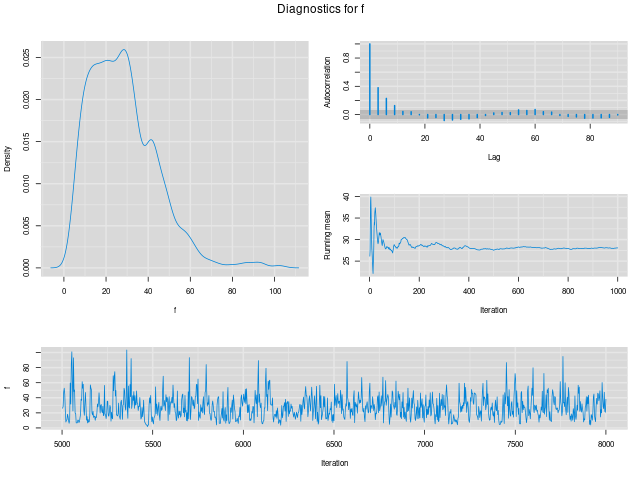 Diagnostics for f
Density
0.000 0.005 0.010 0.015 0.020 0.025
0 20 40 60 80 100
f
Autocorrelation
0.0 0.4 0.8
0 20 40 60 80
Lag
Running mean
25 30 35 40
0 200 400 600 800 1000
Iteration
f
0 20 40 60 80
5000 5500 6000 6500 7000 7500 8000
Iteration